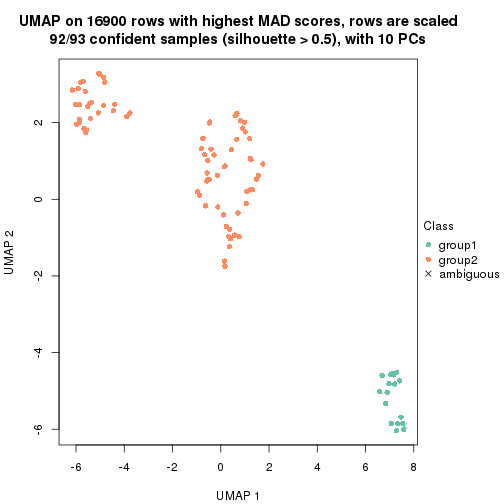 UMAP on 16900 rows with highest MAD scores, rows are scaled
92/93 confident samples (silhouette > 0.5), with 10 PCs
2
0
-2
-4
-6
UMAP 2
-6 -4 -2 0 2 4 6 8
UMAP 1
Class
group1
group2
ambiguous